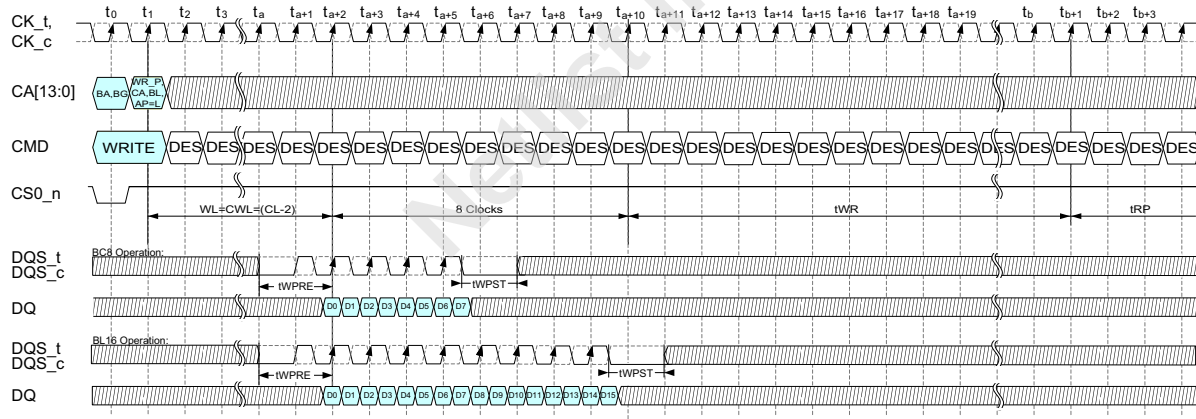 t0 t1 t2 t3 ta ta+1 ta+2 ta+3 ta+4 ta+5 ta+6 ta+7 ta+8 ta+9 ta+10 ta+11 ta+12 ta+13 ta+14 ta+15 ta+16 ta+17 ta+18 ta+19 tb tb+1 tb+2 tb+3
CK_t,
CK_c
CA[13:0] BA,BG WR_P, CA,BL, AP=L
CMD WRITE DES DES DES DES DES DES DES DES DES DES DES DES DES DES DES DES DES DES DES DES DES DES DES DES DES DES DES DES
CS0_n
WL=CWL=(CL-2) 8 Clocks tWR tRP
BC8 Operation:
DQS_t
DQS_c
tWPRE tWPST
DQ D0 D1 D2 D3 D4 D5 D6 D7
BL16 Operation:
DQS_t
DQS_c
tWPRE tWPST
DQ D0 D1 D2 D3 D4 D5 D6 D7 D8 D9 D10 D11 D12 D13 D14 D15
Netlist